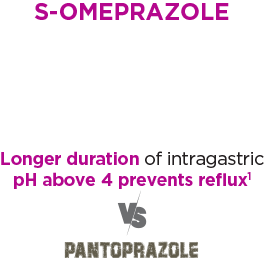 S-OMEPRAZOLE
Longer duration of intragastric
pH above 4 prevents reflux¹
VS
PANTOPRAZOLE